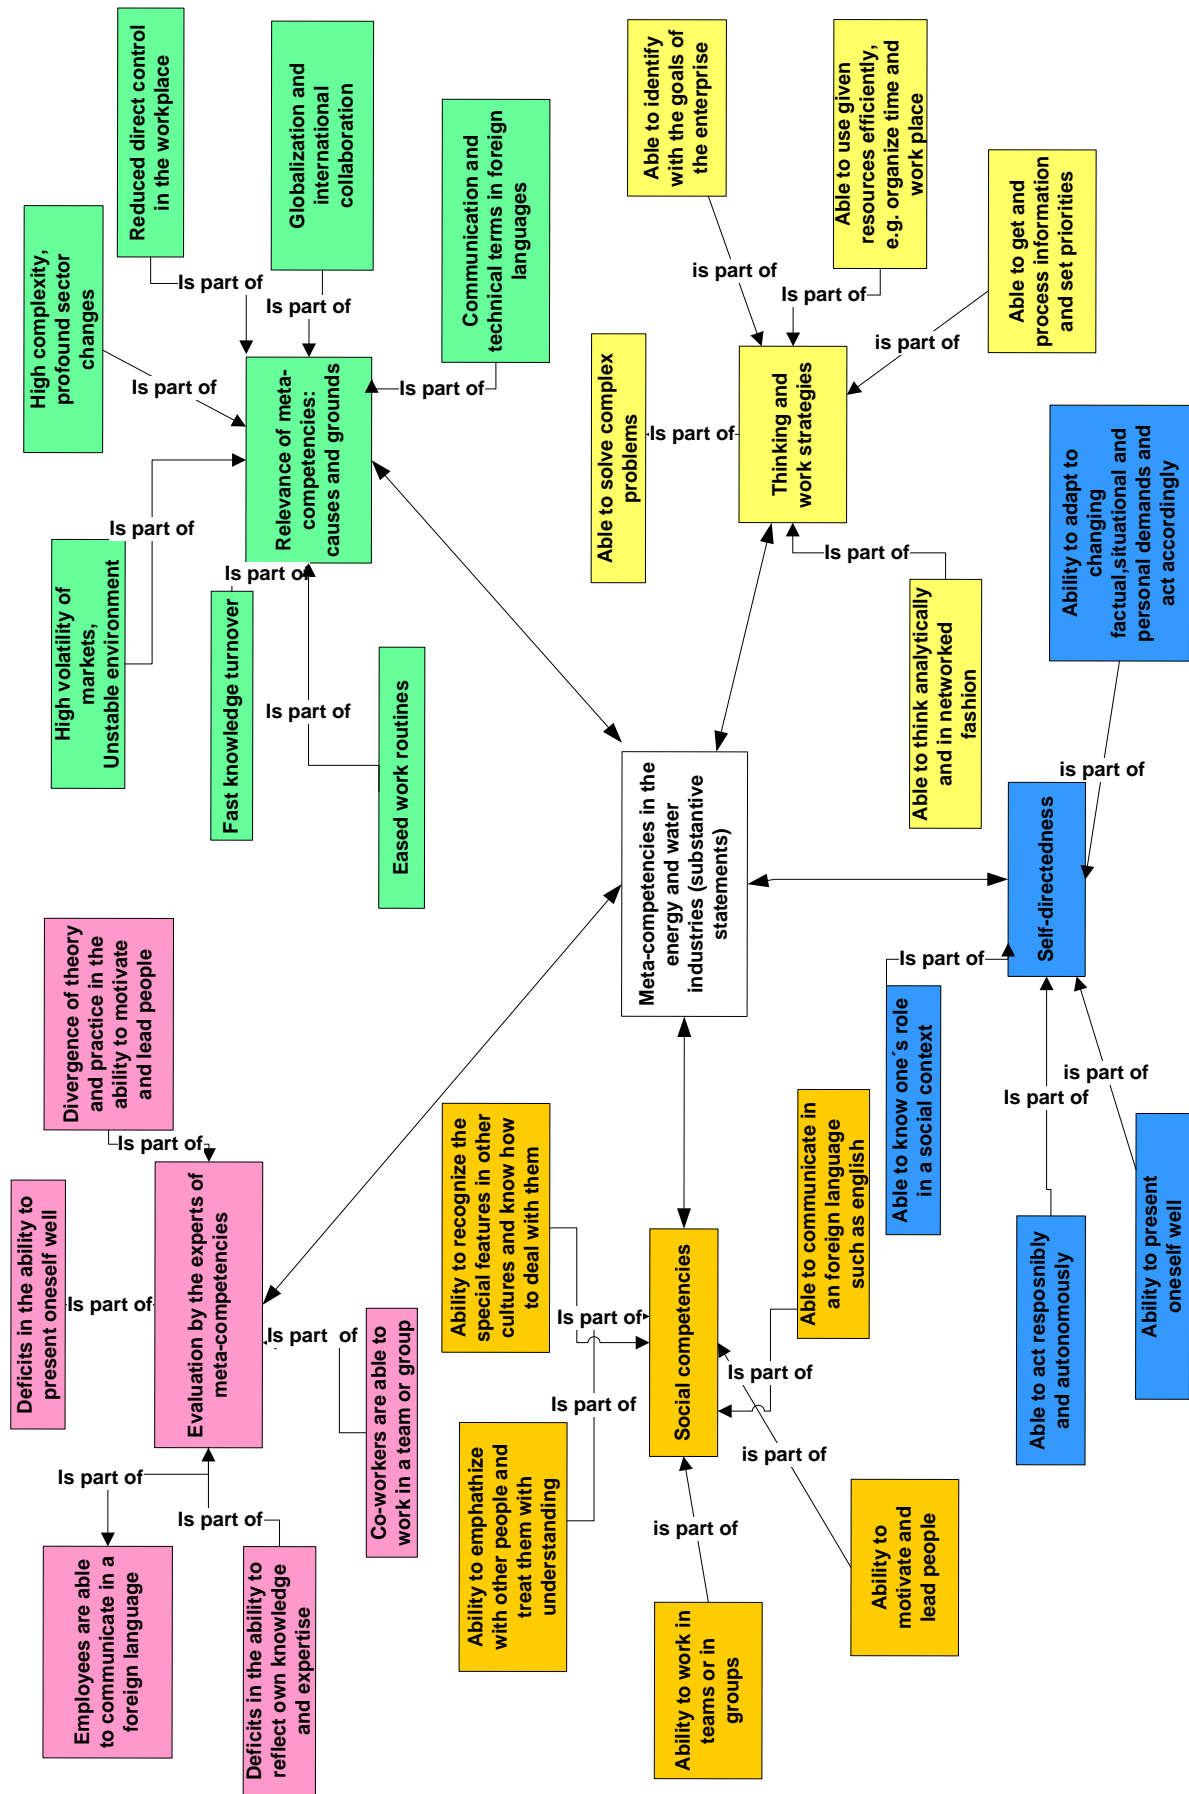 Employees are able
to communicate in a
foreign language
Is part of
Deficits in the ability to
reflect own knowledge
and expertise
Is part of
Deficits in the ability to
present oneself well
Is part of
Evaluation by the experts of
meta-competencies
Divergence of theory
and practice in the
ability to motivate
and lead people
Is part of
Co-workers are able to
work in a team or group
Is part of
High volatility of
markets,
Unstable environment
Is part of
High complexity,
profound sector
changes
Is part of
Reduced direct control
in the workplace
Is part of
Globalization and
international
collaboration
Is part of
Communication and
technical terms in foreign
languages
Is part of
Relevance of meta-
competencies:
causes and grounds
Fast knowledge turnover
Is part of
Eased work routines
Is part of
Meta-competencies in the
energy and water
industries (substantive
statements)
Ability to emphathize
with other people and
treat them with
understanding
Is part of
Ability to recognize the
special features in other
cultures and know how
to deal with them
Is part of
Social competencies
Ability to work in
teams or in
groups
is part of
Ability to
motivate and
lead people
is part of
Able to communicate in
an foreign language
such as english
Is part of
Able to solve complex
problems
Is part of
Able to identify
with the goals of
the enterprise
is part of
Able to use given
resources efficiently,
e.g. organize time and
work place
Is part of
Able to get and
process information
and set priorities
is part of
Thinking and
work strategies
Able to think analytically
and in networked
fashion
Is part of
Able to know one´s role
in a social context
Is part of
Self-directedness
Able to act resposnibly
and autonomously
Is part of
Ability to present
oneself well
is part of
Ability to adapt to
changing
factual,situational and
personal demands and
act accordingly
is part of